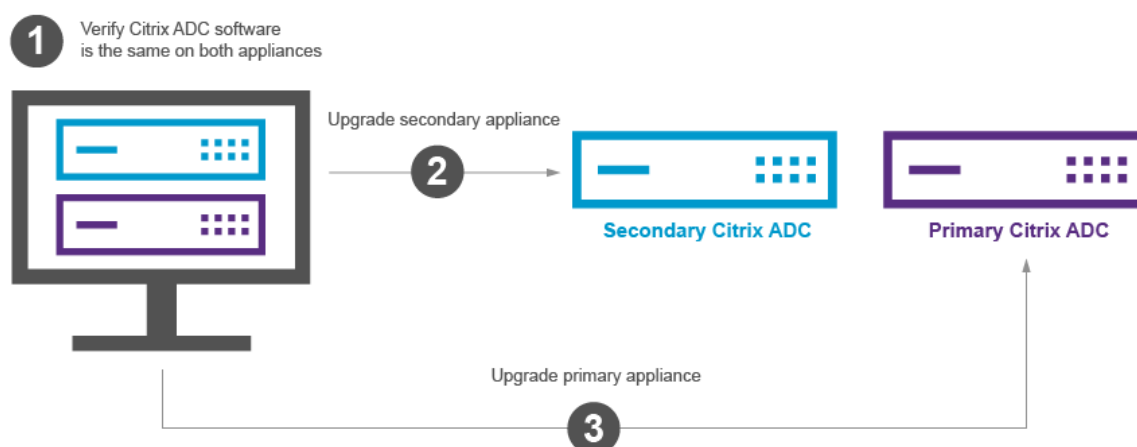 1
Verify Citrix ADC software
is the same on both appliances
Upgrade secondary appliance
2
Secondary Citrix ADC
Primary Citrix ADC
Upgrade primary appliance
3